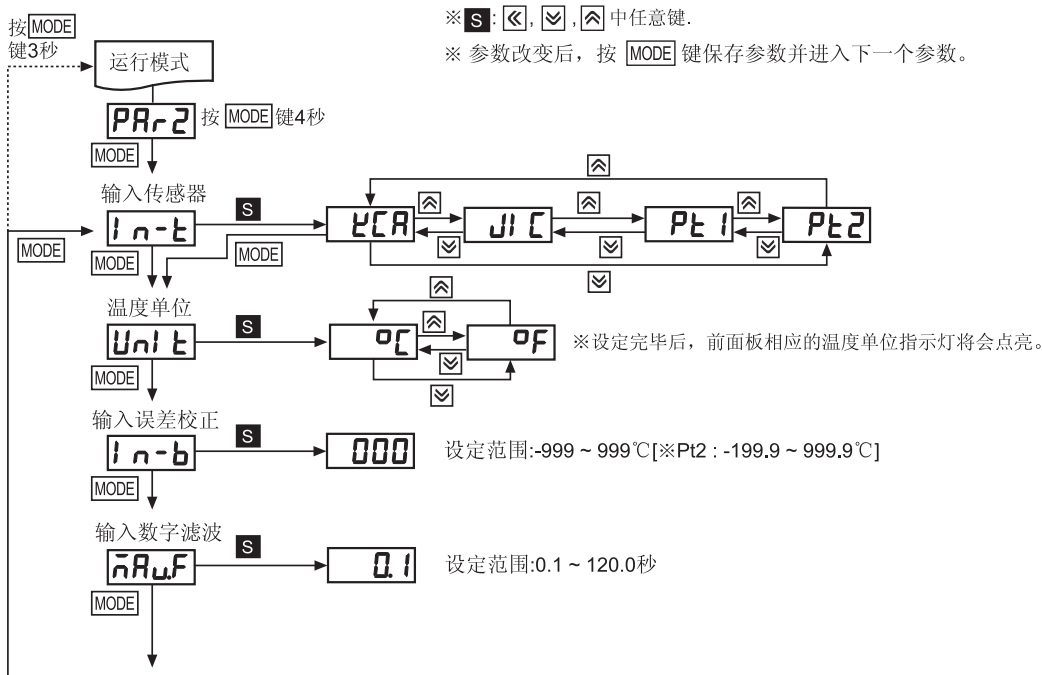 ※ S : 《, ︾, ︽ 中任意键.
※ 参数改变后，按 MODE 键保存参数并进入下一个参数。
按MODE
键3秒
运行模式
PAr2 按 MODE 键4秒
MODE
输入传感器
S
In-t KCA JIC Pt1 Pt2
MODE MODE MODE
温度单位
S
UnIt °C °F ※设定完毕后，前面板相应的温度单位指示灯将会点亮。
MODE
输入误差校正
S
In-b 000 设定范围:-999 ~ 999℃[※Pt2 : -199.9 ~ 999.9℃]
MODE
输入数字滤波
S
mAu.F 0.1 设定范围:0.1 ~ 120.0秒
MODE